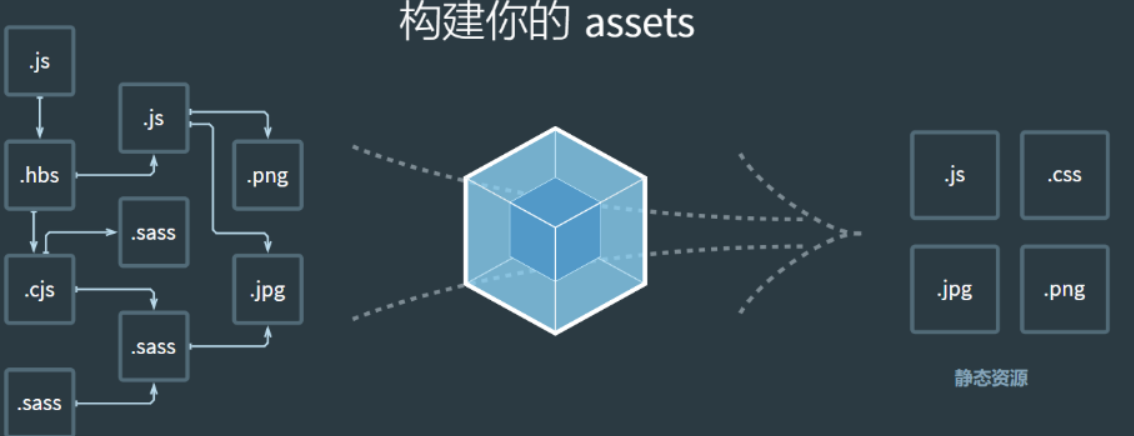 构建你的 assets
.js
.js
.hbs
.png
.sass
.cjs
.jpg
.sass
.sass
.js
.css
.jpg
.png
静态资源